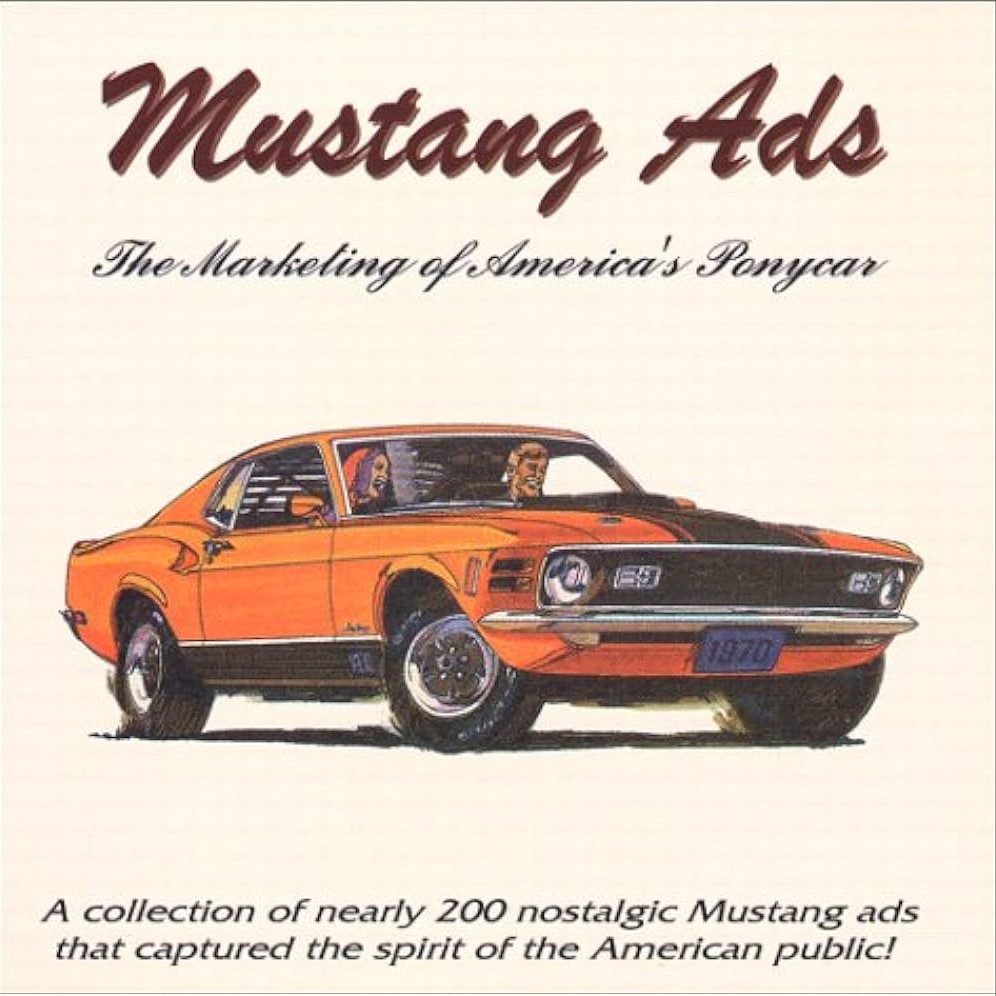 Mustang Ads
The Marketing of America's Ponycar
1970
A collection of nearly 200 nostalgic Mustang ads
that captured the spirit of the American public!